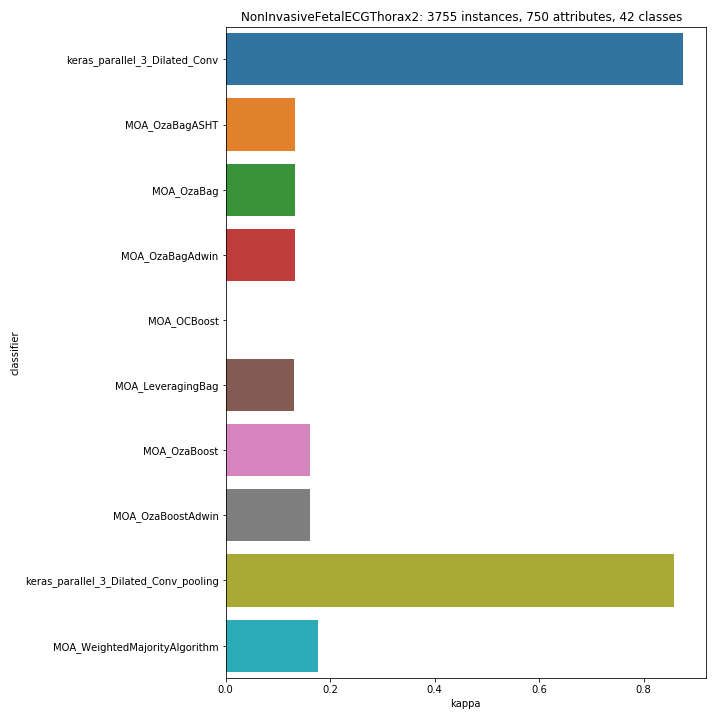 NonInvasiveFetalECGThorax2: 3755 instances, 750 attributes, 42 classes
classifier
keras_parallel_3_Dilated_Conv
MOA_OzaBagASHT
MOA_OzaBag
MOA_OzaBagAdwin
MOA_OCBoost
MOA_LeveragingBag
MOA_OzaBoost
MOA_OzaBoostAdwin
keras_parallel_3_Dilated_Conv_pooling
MOA_WeightedMajorityAlgorithm
0.0 0.2 0.4 0.6 0.8
kappa